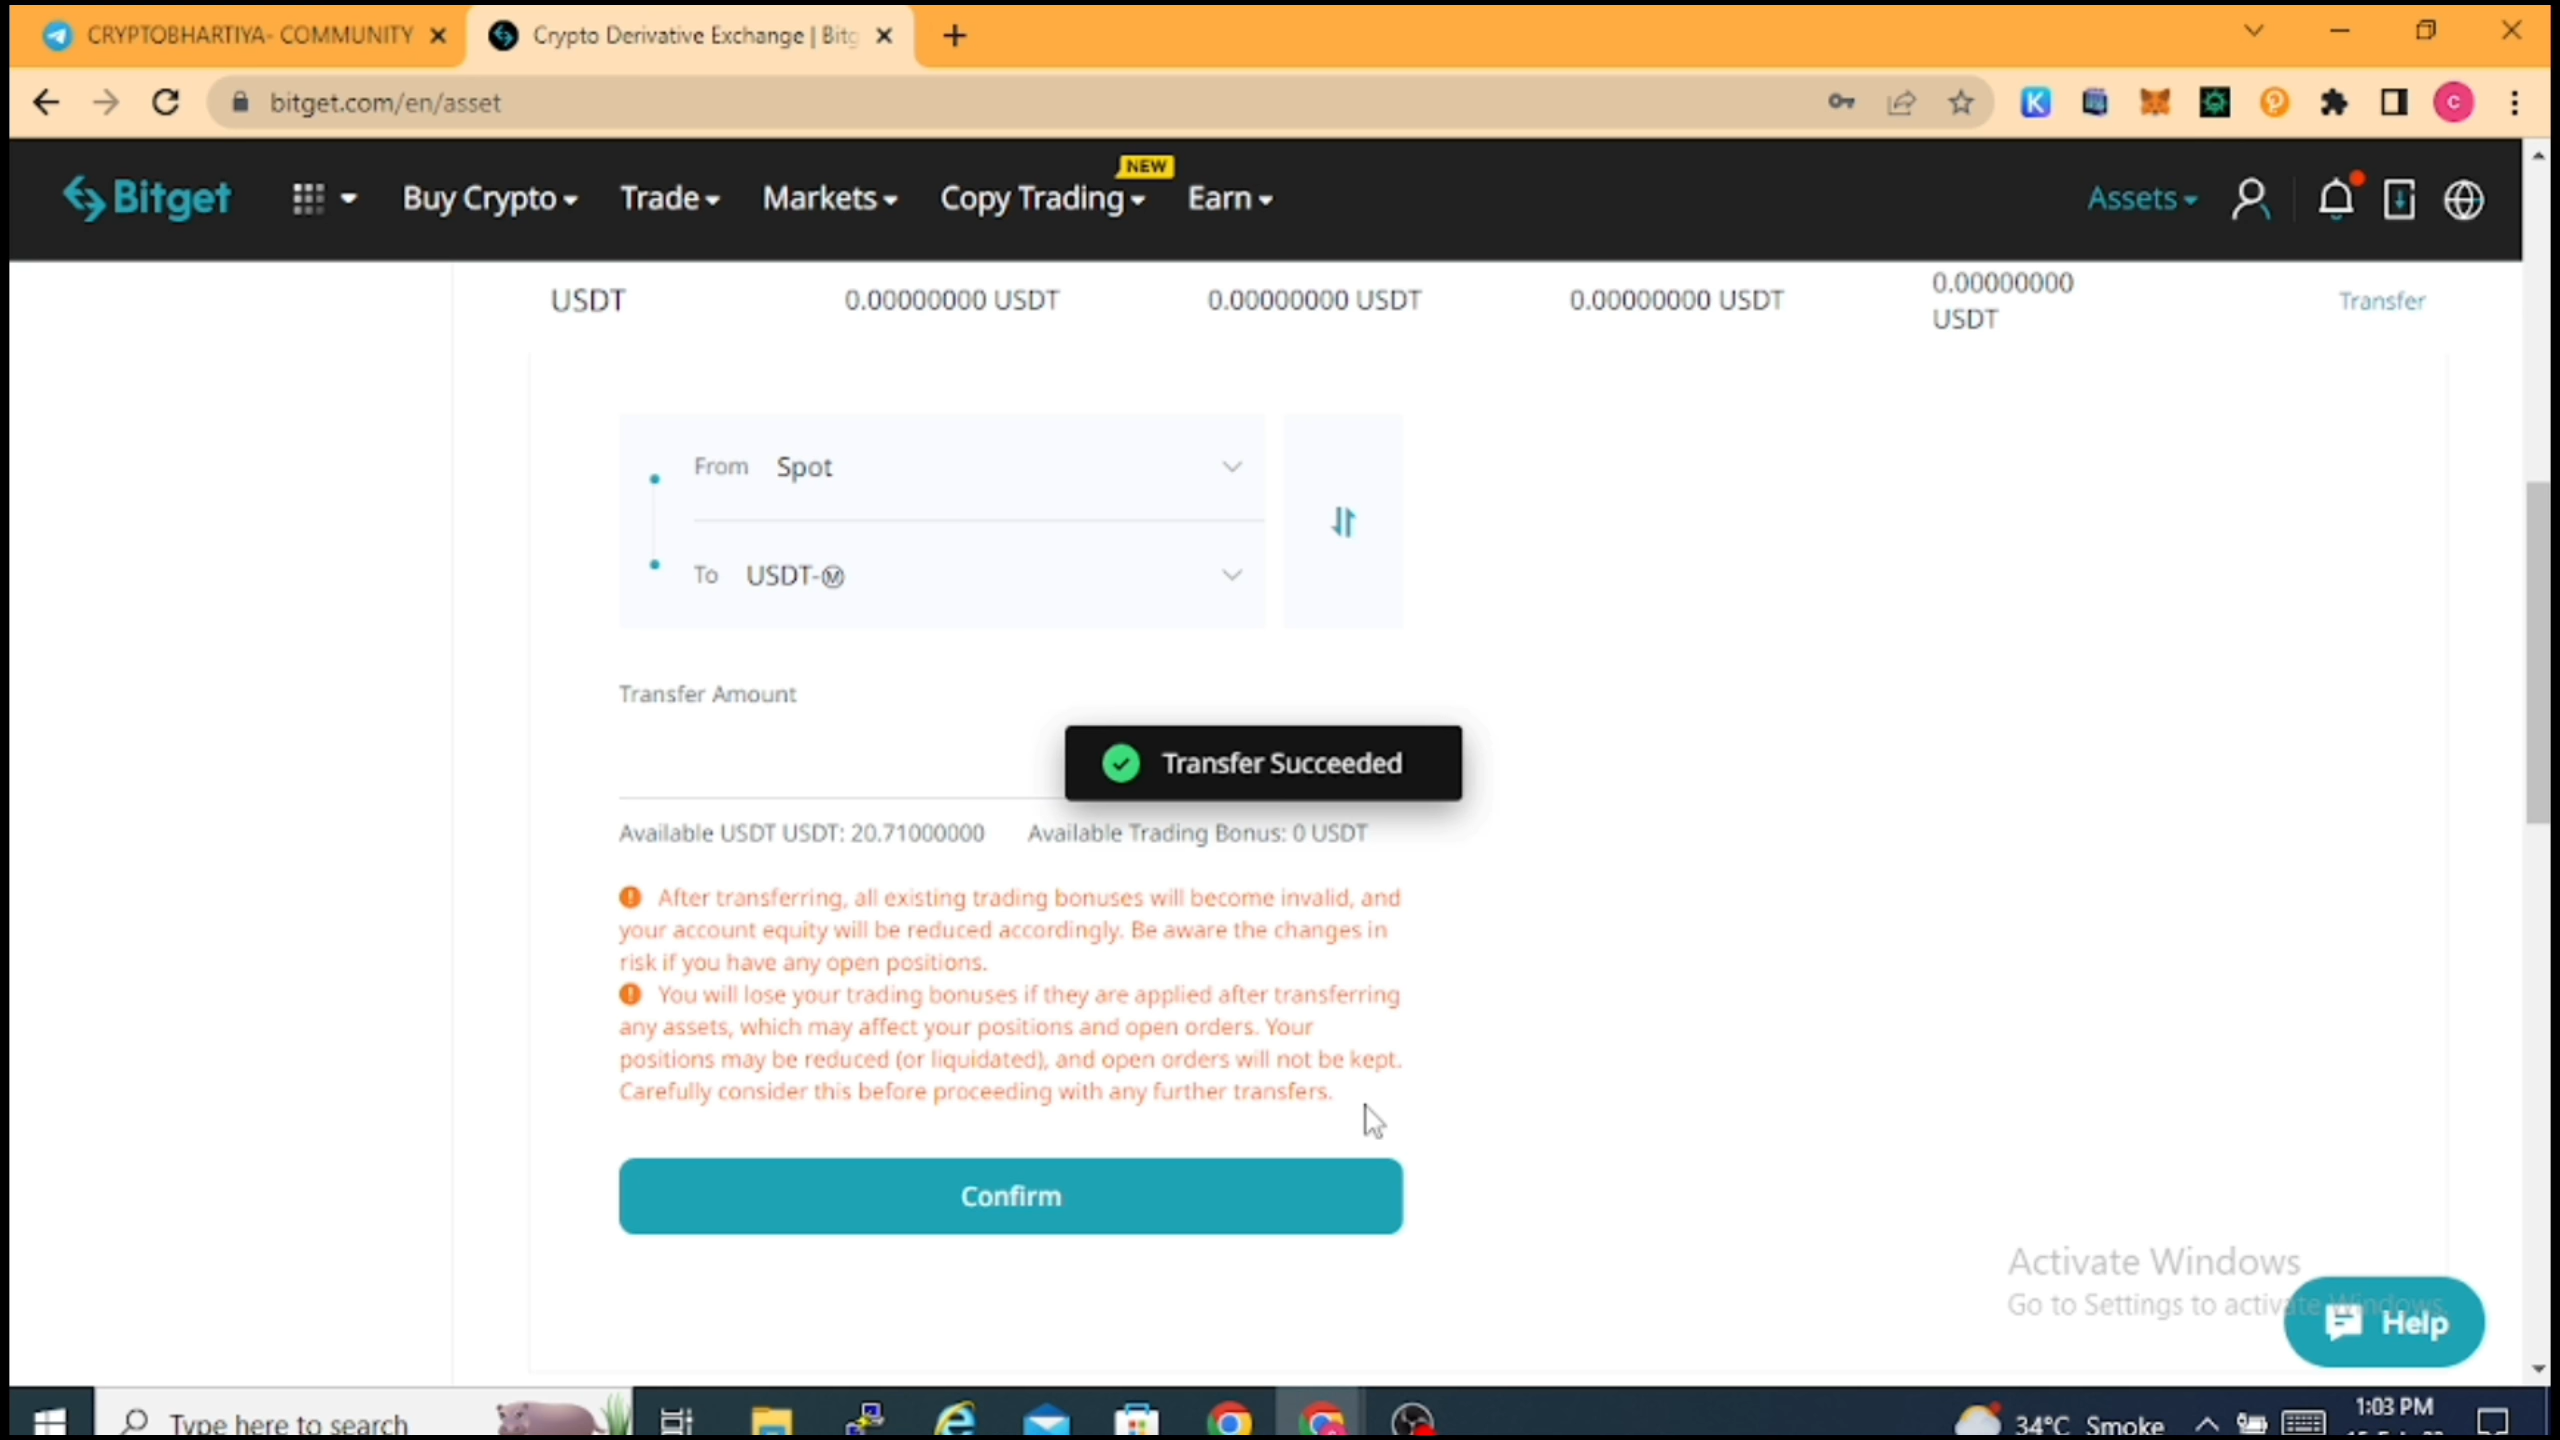 CRYPTOBHARTIYA- COMMUNITY
Crypto Derivative Exchange | Bitg
bitget.com/en/asset
K
C
NEW
Bitget
Buy Crypto
Trade
Markets
Copy Trading
Earn
Assets
USDT
0.00000000 USDT
0.00000000 USDT
0.00000000 USDT
0.00000000
USDT
Transfer
From Spot
To USDT-Ⓜ
Transfer Amount
Transfer Succeeded
Available USDT USDT: 20.71000000
Available Trading Bonus: 0 USDT
After transferring, all existing trading bonuses will become invalid, and
your account equity will be reduced accordingly. Be aware the changes in
risk if you have any open positions.
You will lose your trading bonuses if they are applied after transferring
any assets, which may affect your positions and open orders. Your
positions may be reduced (or liquidated), and open orders will not be kept.
Carefully consider this before proceeding with any further transfers.
Confirm
Activate Windows
Go to Settings to activate Windows.
Help
Type here to search
34°C Smoke
1:03 PM